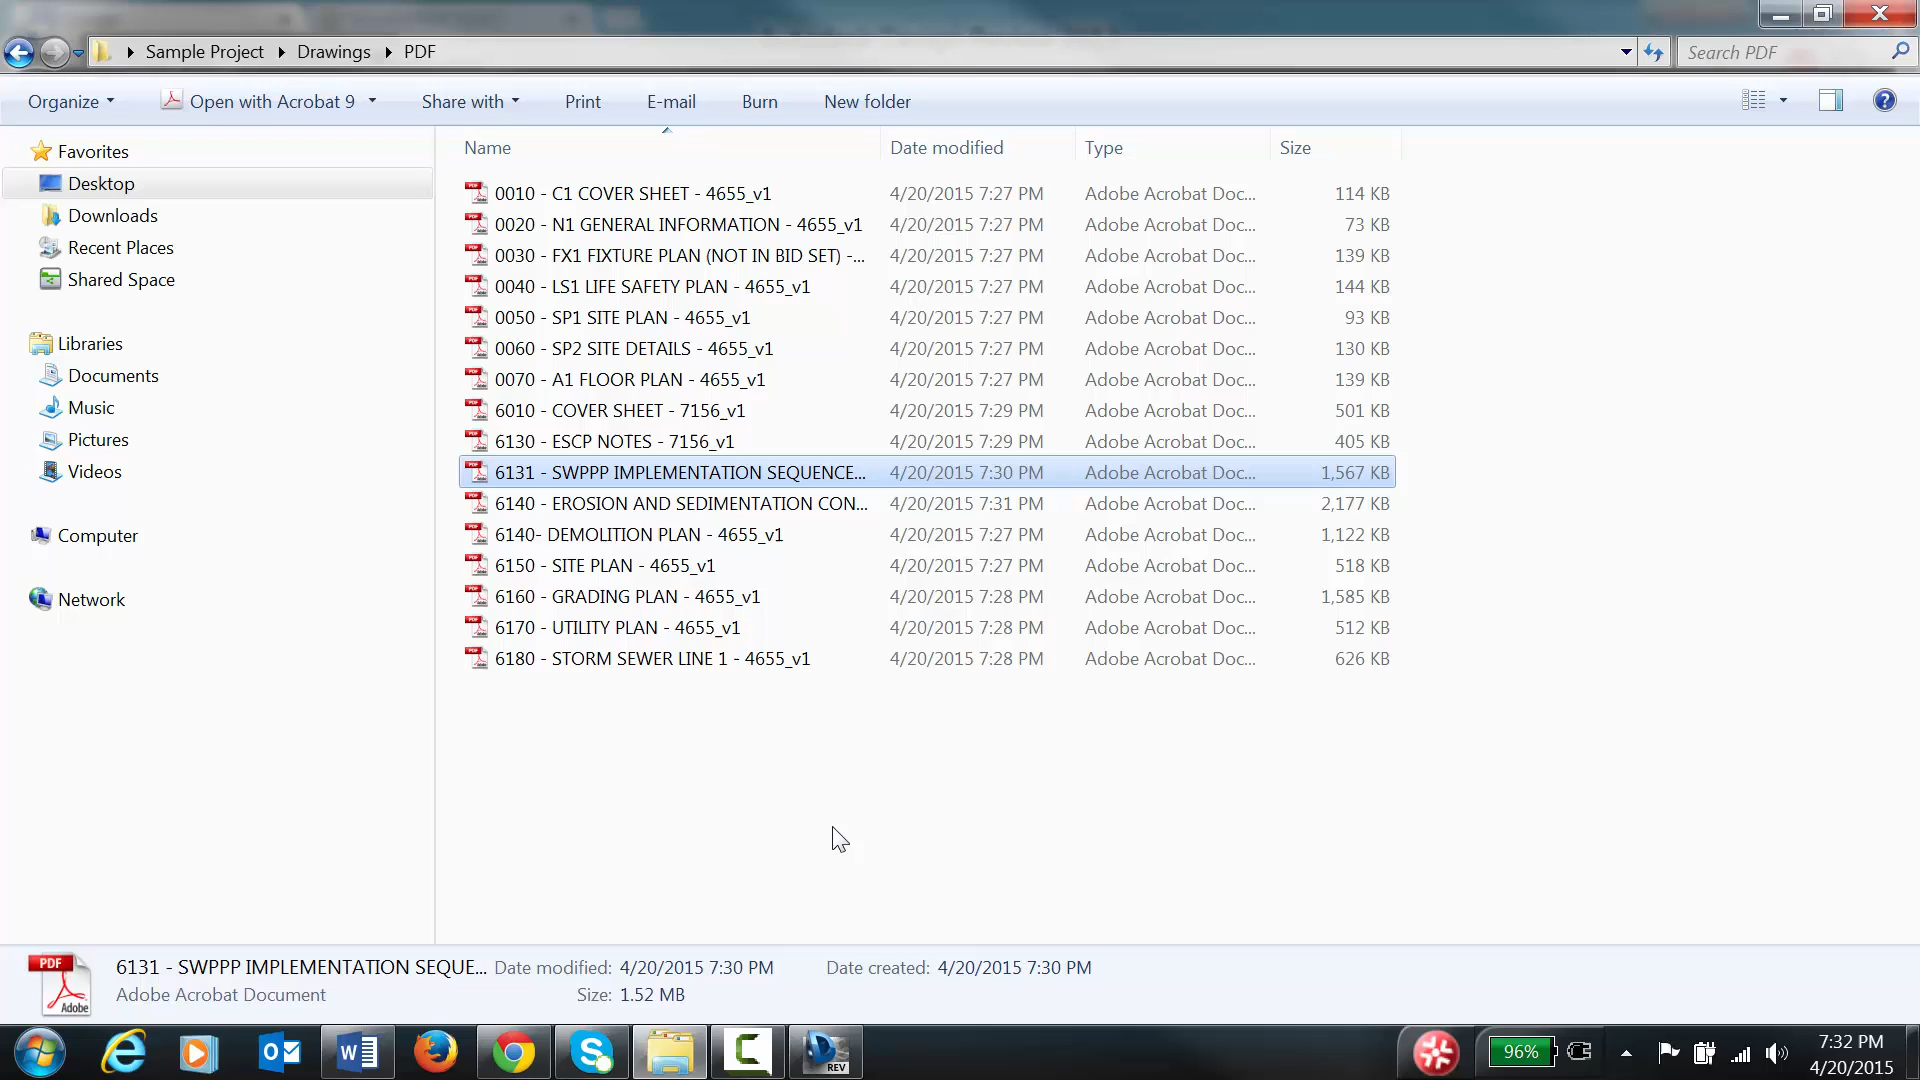 Sample Project Drawings PDF
Search PDF
Organize Open with Acrobat 9 Share with Print E-mail Burn New folder
Favorites
Desktop
Downloads
Recent Places
Shared Space
Libraries
Documents
Music
Pictures
Videos
Computer
Network
Name Date modified Type Size
0010 - C1 COVER SHEET - 4655_v1 4/20/2015 7:27 PM Adobe Acrobat Doc... 114 KB
0020 - N1 GENERAL INFORMATION - 4655_v1 4/20/2015 7:27 PM Adobe Acrobat Doc... 73 KB
0030 - FX1 FIXTURE PLAN (NOT IN BID SET) -... 4/20/2015 7:27 PM Adobe Acrobat Doc... 139 KB
0040 - LS1 LIFE SAFETY PLAN - 4655_v1 4/20/2015 7:27 PM Adobe Acrobat Doc... 144 KB
0050 - SP1 SITE PLAN - 4655_v1 4/20/2015 7:27 PM Adobe Acrobat Doc... 93 KB
0060 - SP2 SITE DETAILS - 4655_v1 4/20/2015 7:27 PM Adobe Acrobat Doc... 130 KB
0070 - A1 FLOOR PLAN - 4655_v1 4/20/2015 7:27 PM Adobe Acrobat Doc... 139 KB
6010 - COVER SHEET - 7156_v1 4/20/2015 7:29 PM Adobe Acrobat Doc... 501 KB
6130 - ESCP NOTES - 7156_v1 4/20/2015 7:29 PM Adobe Acrobat Doc... 405 KB
6131 - SWPPP IMPLEMENTATION SEQUENCE... 4/20/2015 7:30 PM Adobe Acrobat Doc... 1,567 KB
6140 - EROSION AND SEDIMENTATION CON... 4/20/2015 7:31 PM Adobe Acrobat Doc... 2,177 KB
6140- DEMOLITION PLAN - 4655_v1 4/20/2015 7:27 PM Adobe Acrobat Doc... 1,122 KB
6150 - SITE PLAN - 4655_v1 4/20/2015 7:27 PM Adobe Acrobat Doc... 518 KB
6160 - GRADING PLAN - 4655_v1 4/20/2015 7:28 PM Adobe Acrobat Doc... 1,585 KB
6170 - UTILITY PLAN - 4655_v1 4/20/2015 7:28 PM Adobe Acrobat Doc... 512 KB
6180 - STORM SEWER LINE 1 - 4655_v1 4/20/2015 7:28 PM Adobe Acrobat Doc... 626 KB
PDF
Adobe
6131 - SWPPP IMPLEMENTATION SEQUE... Date modified: 4/20/2015 7:30 PM Date created: 4/20/2015 7:30 PM
Adobe Acrobat Document Size: 1.52 MB
REV
96%
7:32 PM
4/20/2015